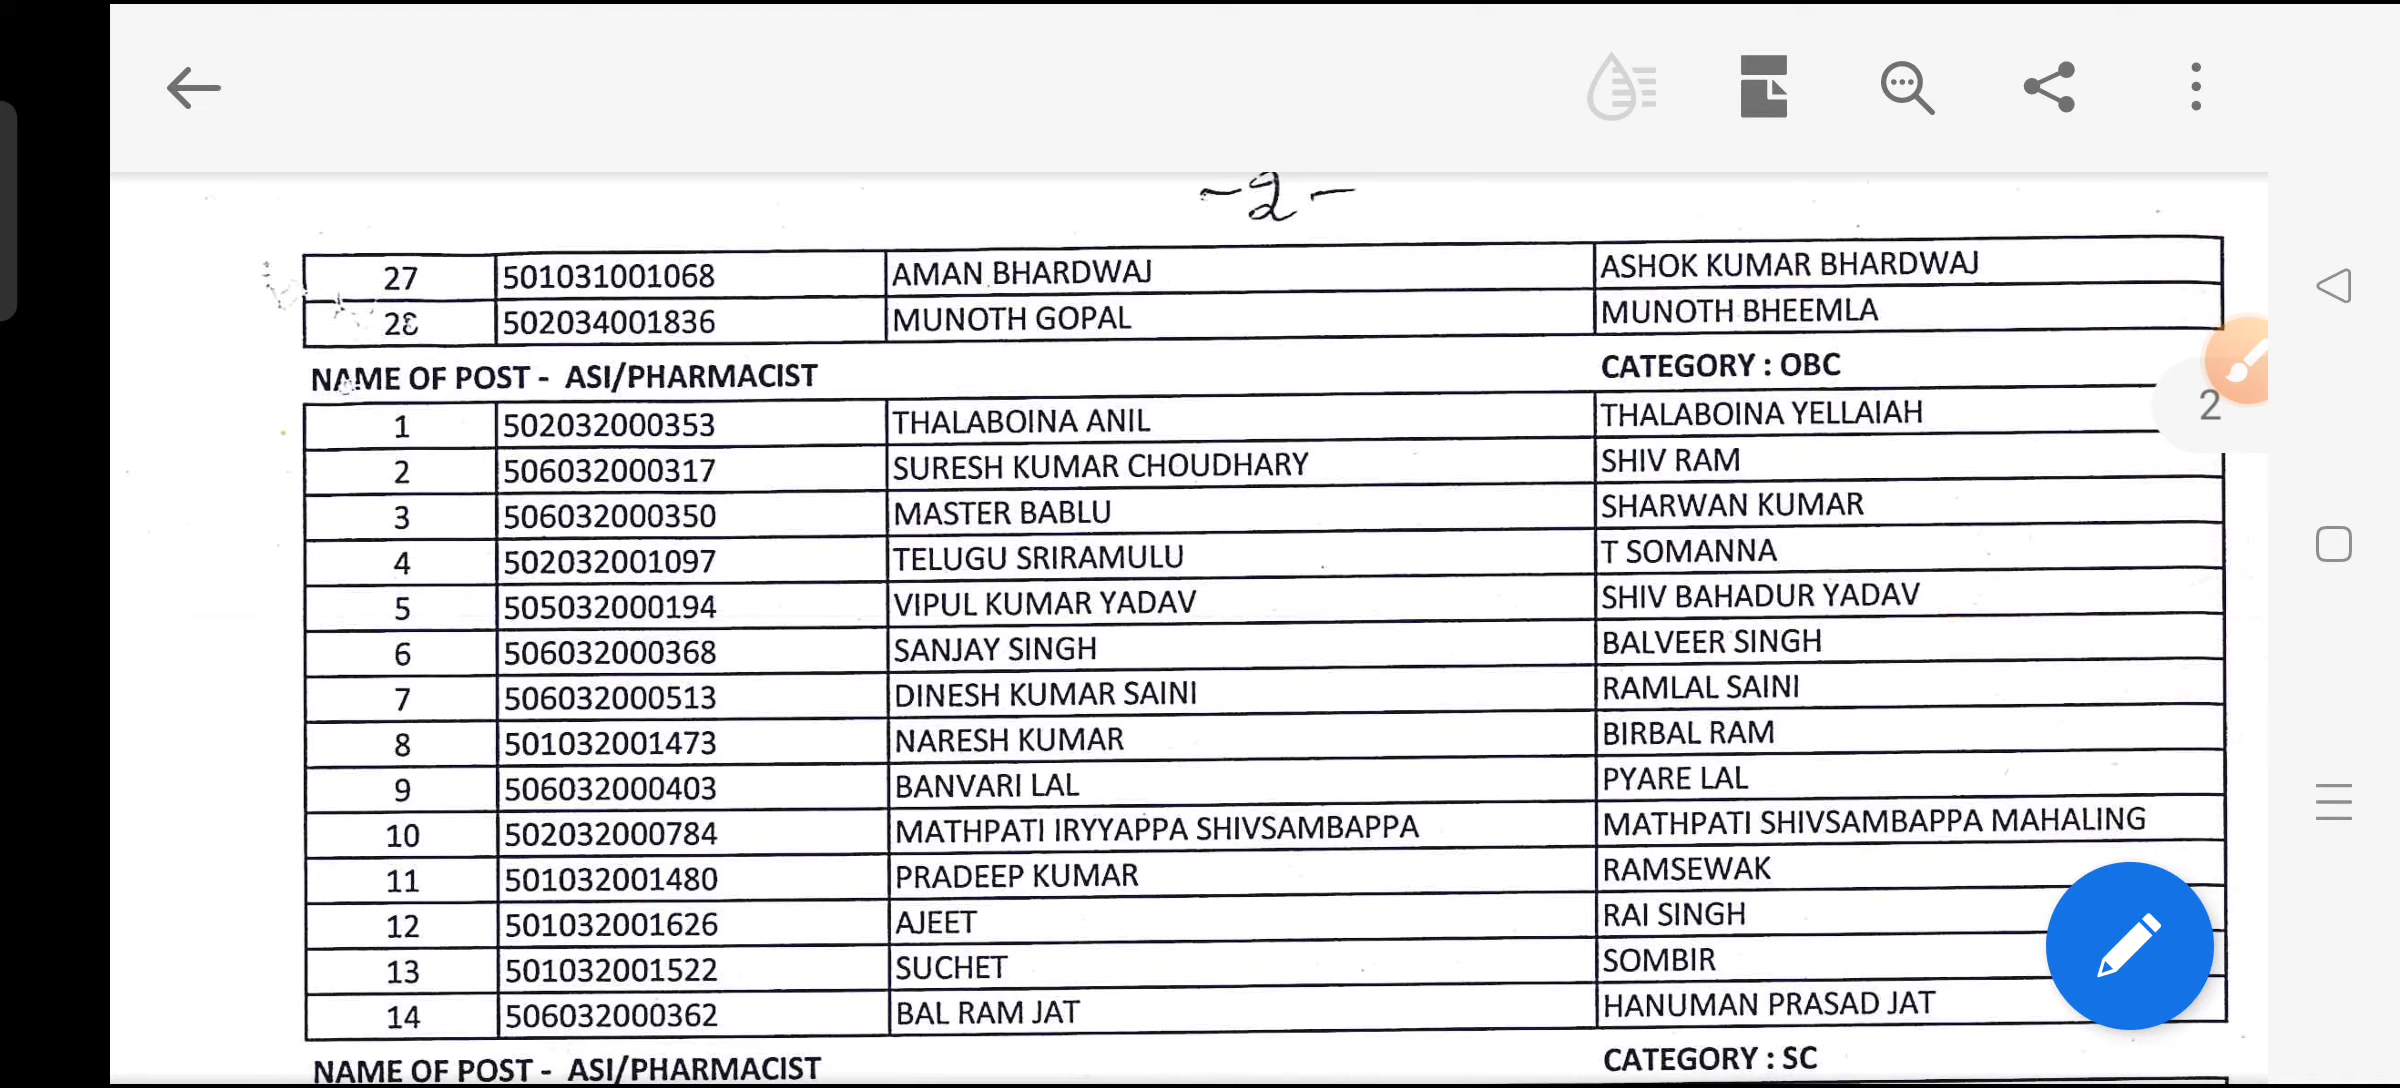 -2-
27 501031001068 AMAN BHARDWAJ ASHOK KUMAR BHARDWAJ
28 502034001836 MUNOTH GOPAL MUNOTH BHEEMLA
NAME OF POST - ASI/PHARMACIST CATEGORY : OBC
2
1 502032000353 THALABOINA ANIL THALABOINA YELLAIAH
2 506032000317 SURESH KUMAR CHOUDHARY SHIV RAM
3 506032000350 MASTER BABLU SHARWAN KUMAR
4 502032001097 TELUGU SRIRAMULU T SOMANNA
5 505032000194 VIPUL KUMAR YADAV SHIV BAHADUR YADAV
6 506032000368 SANJAY SINGH BALVEER SINGH
7 506032000513 DINESH KUMAR SAINI RAMLAL SAINI
8 501032001473 NARESH KUMAR BIRBAL RAM
9 506032000403 BANVARI LAL PYARE LAL
10 502032000784 MATHPATI IRYYAPPA SHIVSAMBAPPA MATHPATI SHIVSAMBAPPA MAHALING
11 501032001480 PRADEEP KUMAR RAMSEWAK
12 501032001626 AJEET RAI SINGH
13 501032001522 SUCHET SOMBIR
14 506032000362 BAL RAM JAT HANUMAN PRASAD JAT
NAME OF POST - ASI/PHARMACIST CATEGORY : SC